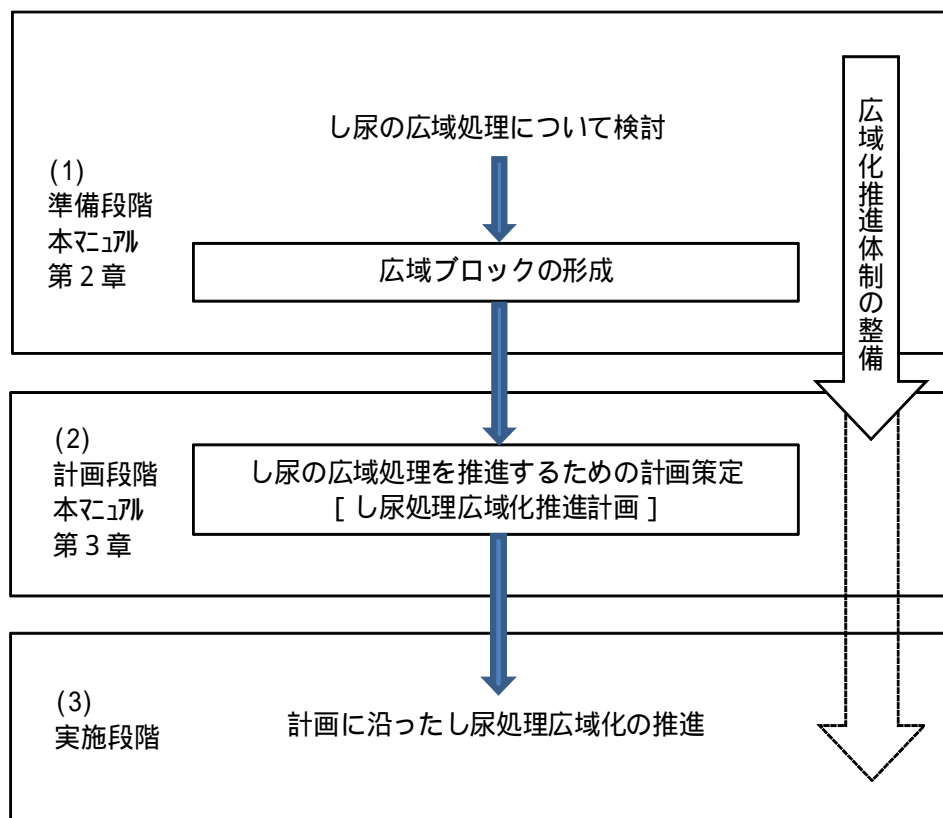 (1)
準備段階
本ﾏﾆｭｱﾙ
第２章
し尿の広域処理について検討
広域ブロックの形成
広域化推進体制の整備
(2)
計画段階
本ﾏﾆｭｱﾙ
第３章
し尿の広域処理を推進するための計画策定
[ し尿処理広域化推進計画 ]
(3)
実施段階
計画に沿ったし尿処理広域化の推進